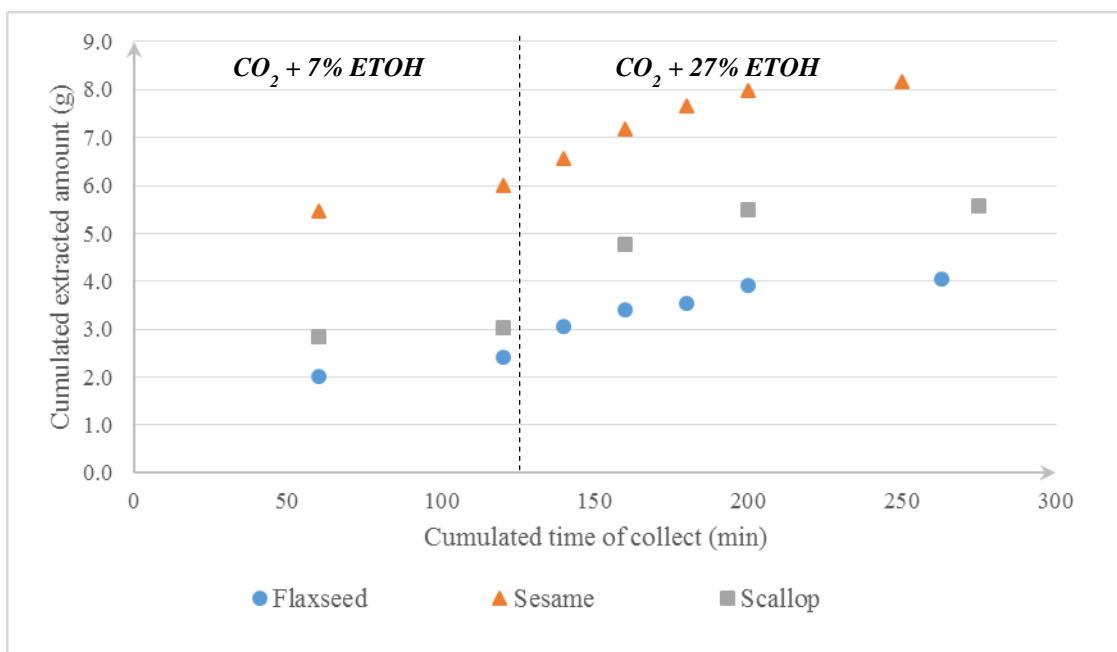 9.0
8.0
7.0
6.0
5.0
4.0
3.0
2.0
1.0
0.0
Cumulated extracted amount (g)
CO2 + 7% ETOH
CO2 + 27% ETOH
0 50 100 150 200 250 300
Cumulated time of collect (min)
Flaxseed Sesame Scallop